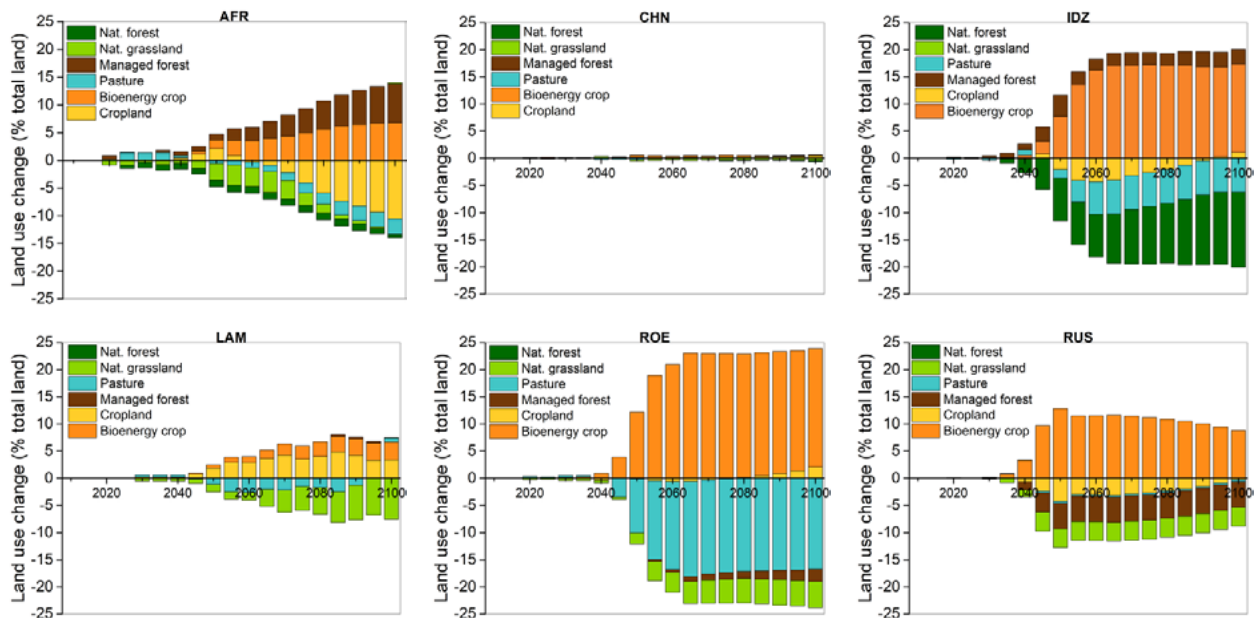 AFR
Land use change (% total land)
25
20
15
10
5
0
-5
-10
-15
-20
-25
Nat. forest
Nat. grassland
Managed forest
Pasture
Bioenergy crop
Cropland
2020
2040
2060
2080
2100
CHN
Land use change (% total land)
25
20
15
10
5
0
-5
-10
-15
-20
-25
Nat. forest
Nat. grassland
Managed forest
Pasture
Bioenergy crop
Cropland
2020
2040
2060
2080
2100
IDZ
Land use change (% total land)
25
20
15
10
5
0
-5
-10
-15
-20
-25
Nat. forest
Nat. grassland
Pasture
Managed forest
Cropland
Bioenergy crop
2020
2040
2060
2080
2100
LAM
Land use change (% total land)
25
20
15
10
5
0
-5
-10
-15
-20
-25
Nat. forest
Nat. grassland
Pasture
Managed forest
Cropland
Bioenergy crop
2020
2040
2060
2080
2100
ROE
Land use change (% total land)
25
20
15
10
5
0
-5
-10
-15
-20
-25
Nat. forest
Nat. grassland
Pasture
Managed forest
Cropland
Bioenergy crop
2020
2040
2060
2080
2100
RUS
Land use change (% total land)
25
20
15
10
5
0
-5
-10
-15
-20
-25
Nat. forest
Nat. grassland
Pasture
Managed forest
Cropland
Bioenergy crop
2020
2040
2060
2080
2100